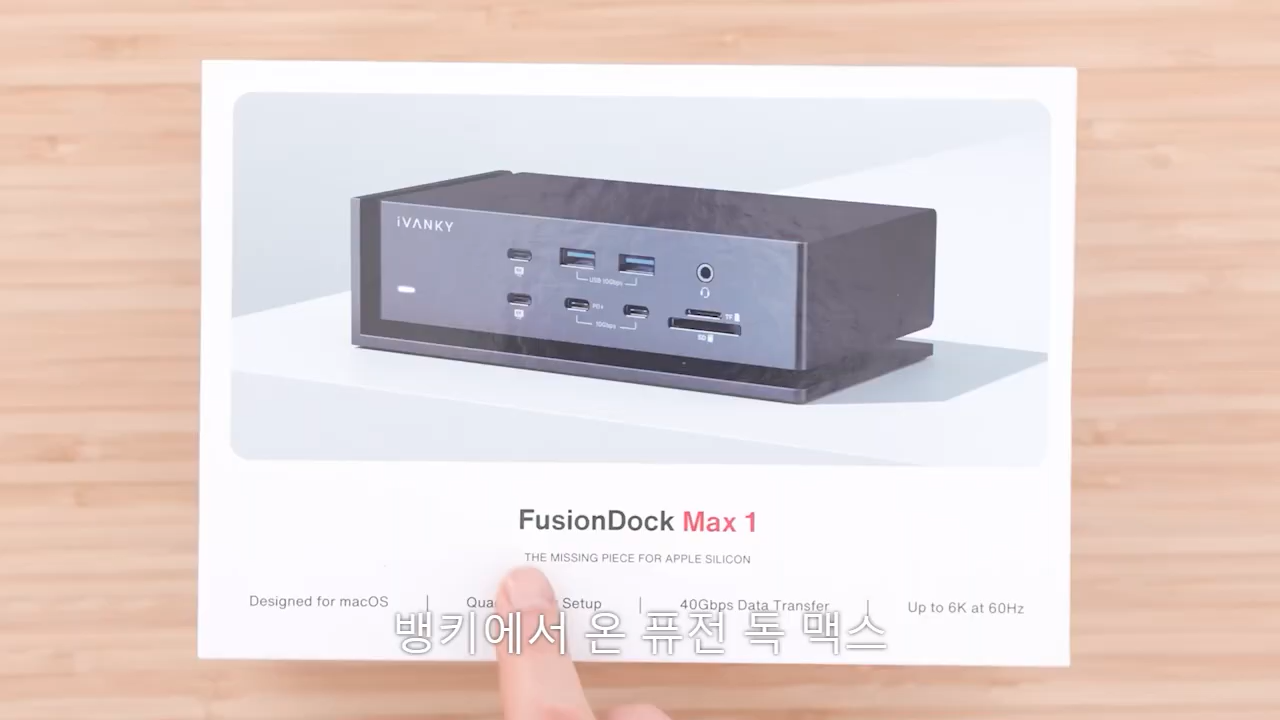 iVANKY
USB 10Gbps
PD+
10Gbps
TF
SD
FusionDock Max 1
THE MISSING PIECE FOR APPLE SILICON
Designed for macOS | Setup | 40Gbps Data Transfer | Up to 6K at 60Hz
뱅키에서 온 퓨전 독 맥스